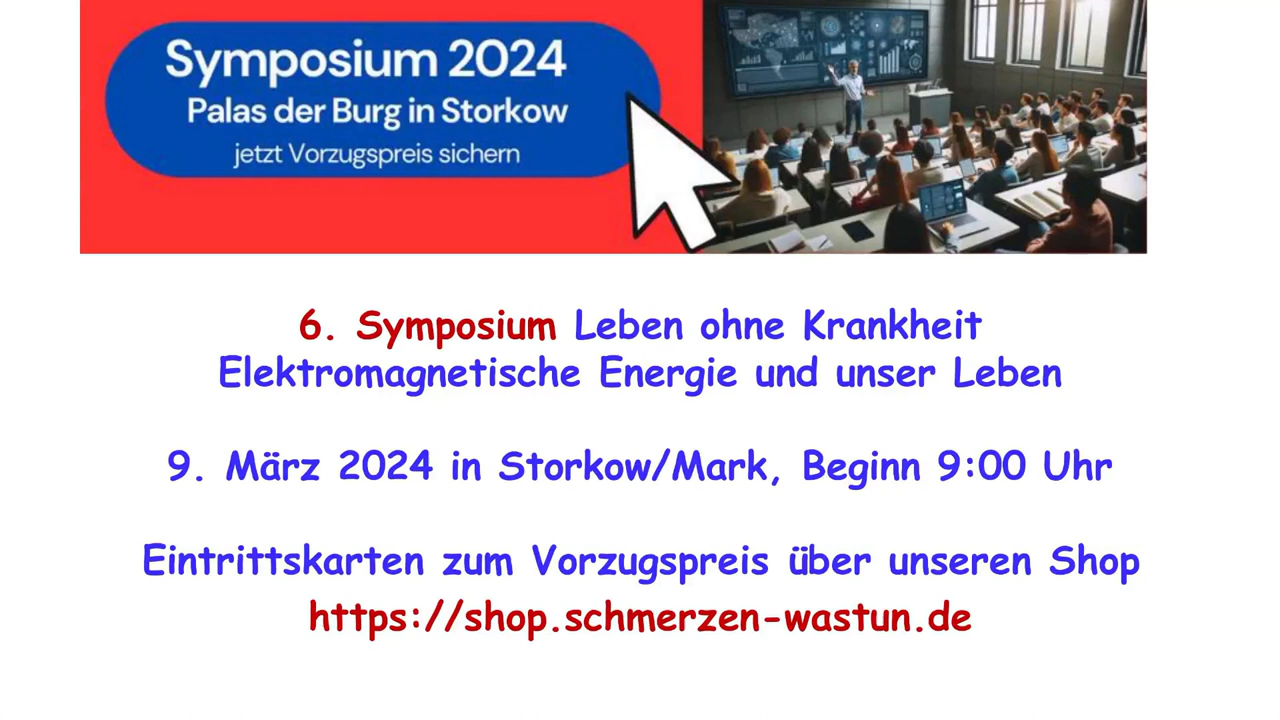 Symposium 2024
Palas der Burg in Storkow
jetzt Vorzugspreis sichern
6. Symposium Leben ohne Krankheit
Elektromagnetische Energie und unser Leben
9. März 2024 in Storkow/Mark, Beginn 9:00 Uhr
Eintrittskarten zum Vorzugspreis über unseren Shop
https://shop.schmerzen-wastun.de